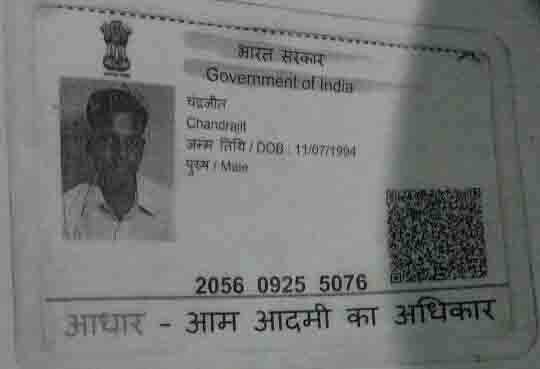 भारत सरकार
Government of India
चंद्रजीत
Chandrajit
जन्म तिथि / DOB : 11/07/1994
पुरुष / Male
2056 0925 5076
आधार - आम आदमी का अधिकार